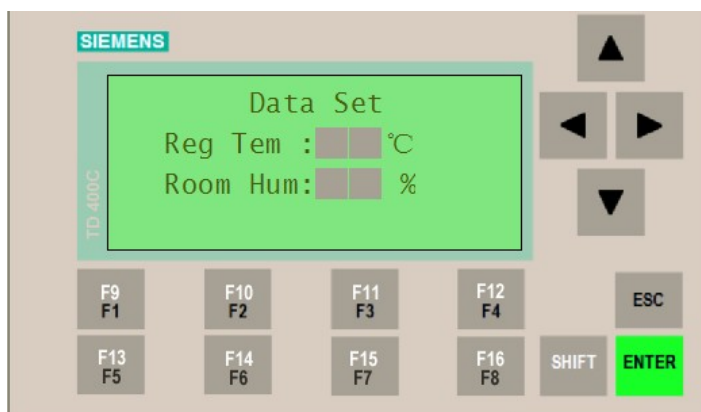 SIEMENS
TD 400C
Data Set
Reg Tem : ℃
Room Hum: %
F9 F10 F11 F12
F1 F2 F3 F4
ESC
F13 F14 F15 F16
F5 F6 F7 F8
SHIFT ENTER